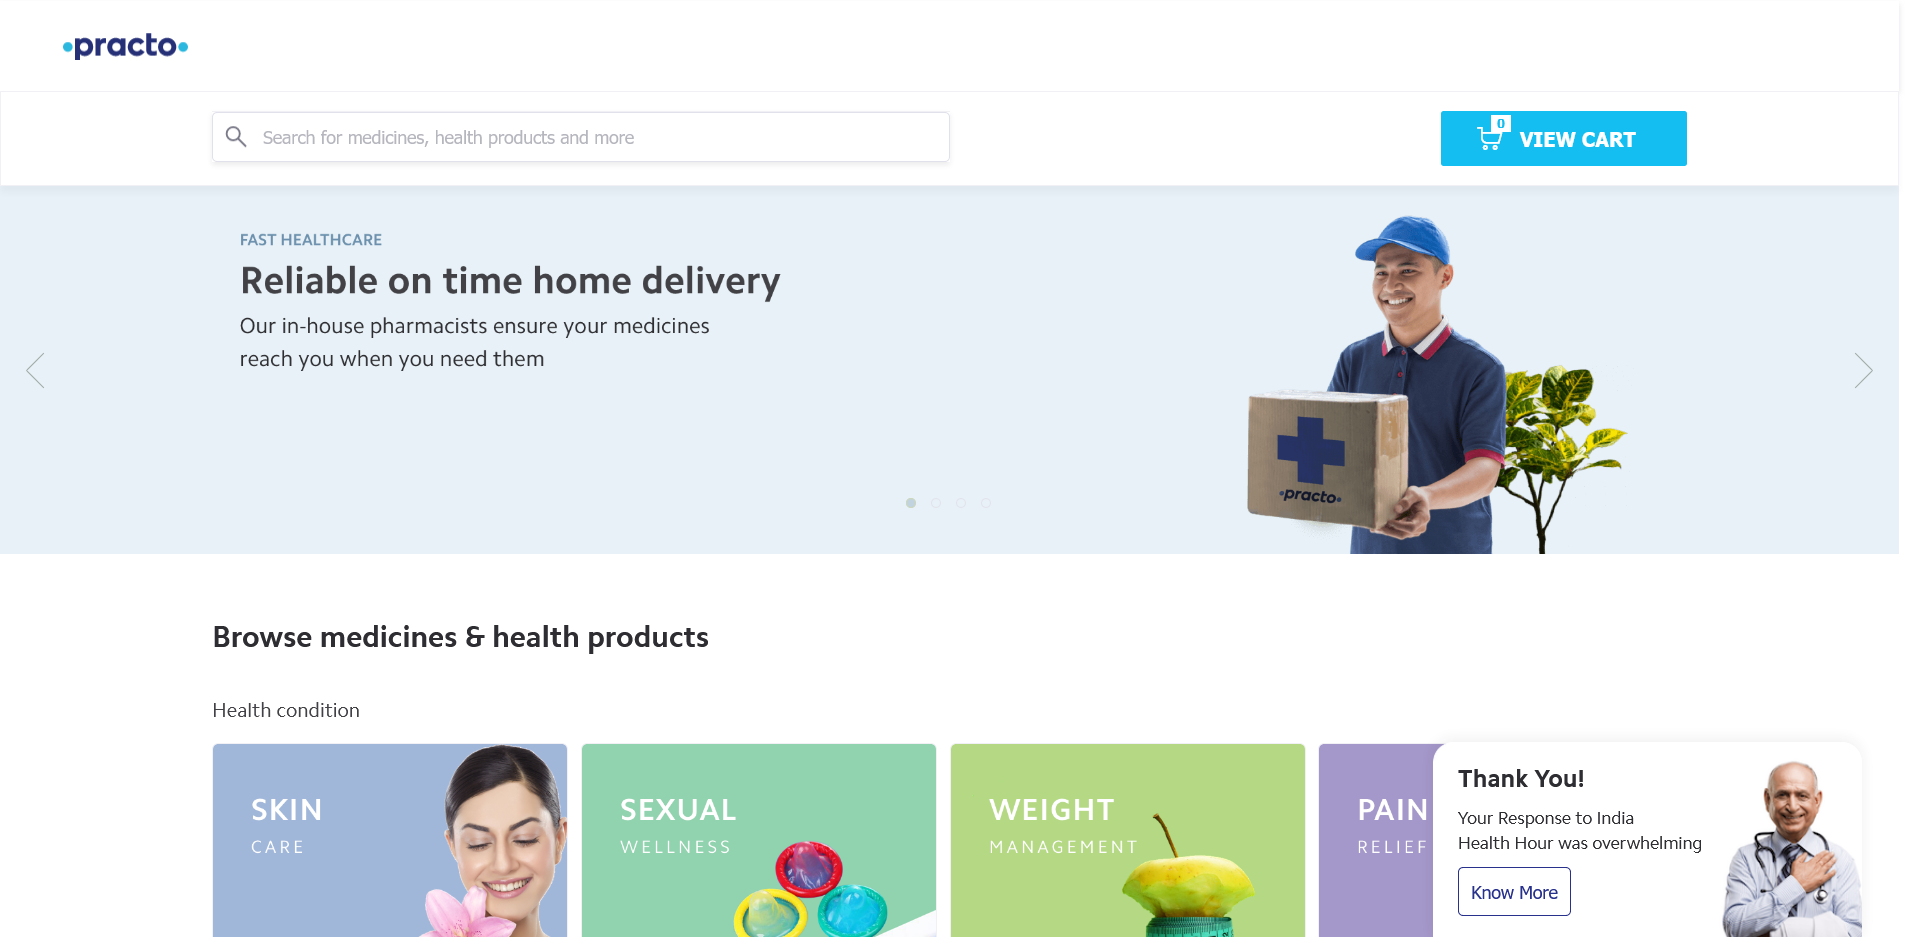 practo
Search for medicines, health products and more
0
VIEW CART
FAST HEALTHCARE
Reliable on time home delivery
Our in-house pharmacists ensure your medicines
reach you when you need them
practo
Browse medicines & health products
Health condition
SKIN
CARE
SEXUAL
WELLNESS
WEIGHT
MANAGEMENT
PAIN
RELIEF
Thank You!
Your Response to India
Health Hour was overwhelming
Know More